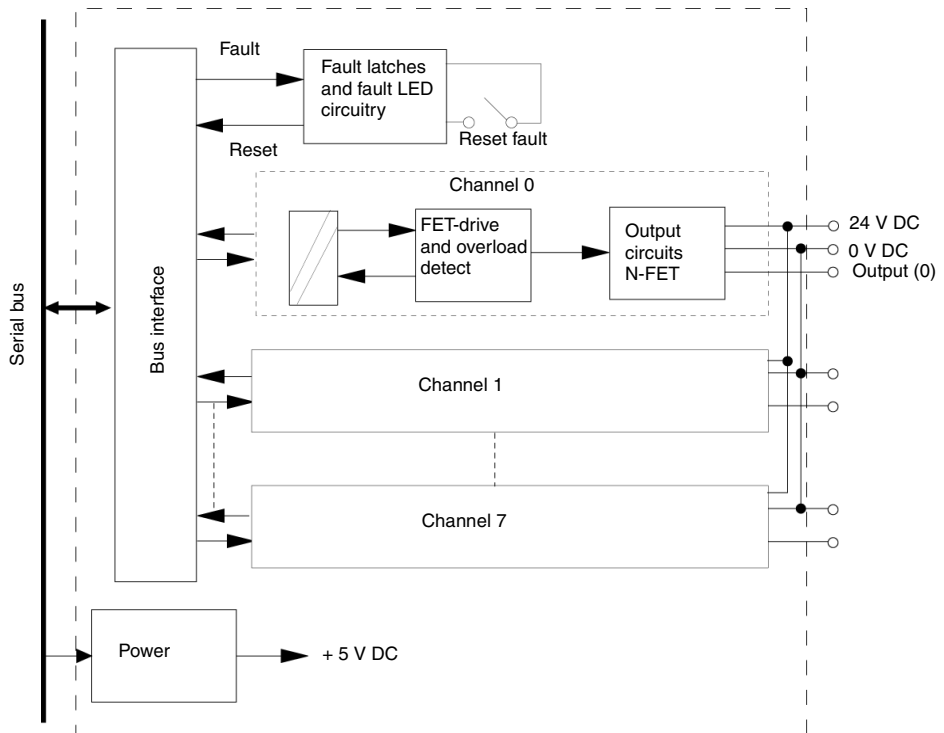 Fault
Fault latches
and fault LED
circuitry
Reset
Reset fault
Channel 0
FET-drive
and overload
detect
Output
circuits
N-FET
24 V DC
0 V DC
Output (0)
Serial bus
Bus interface
Channel 1
Channel 7
Power
+ 5 V DC